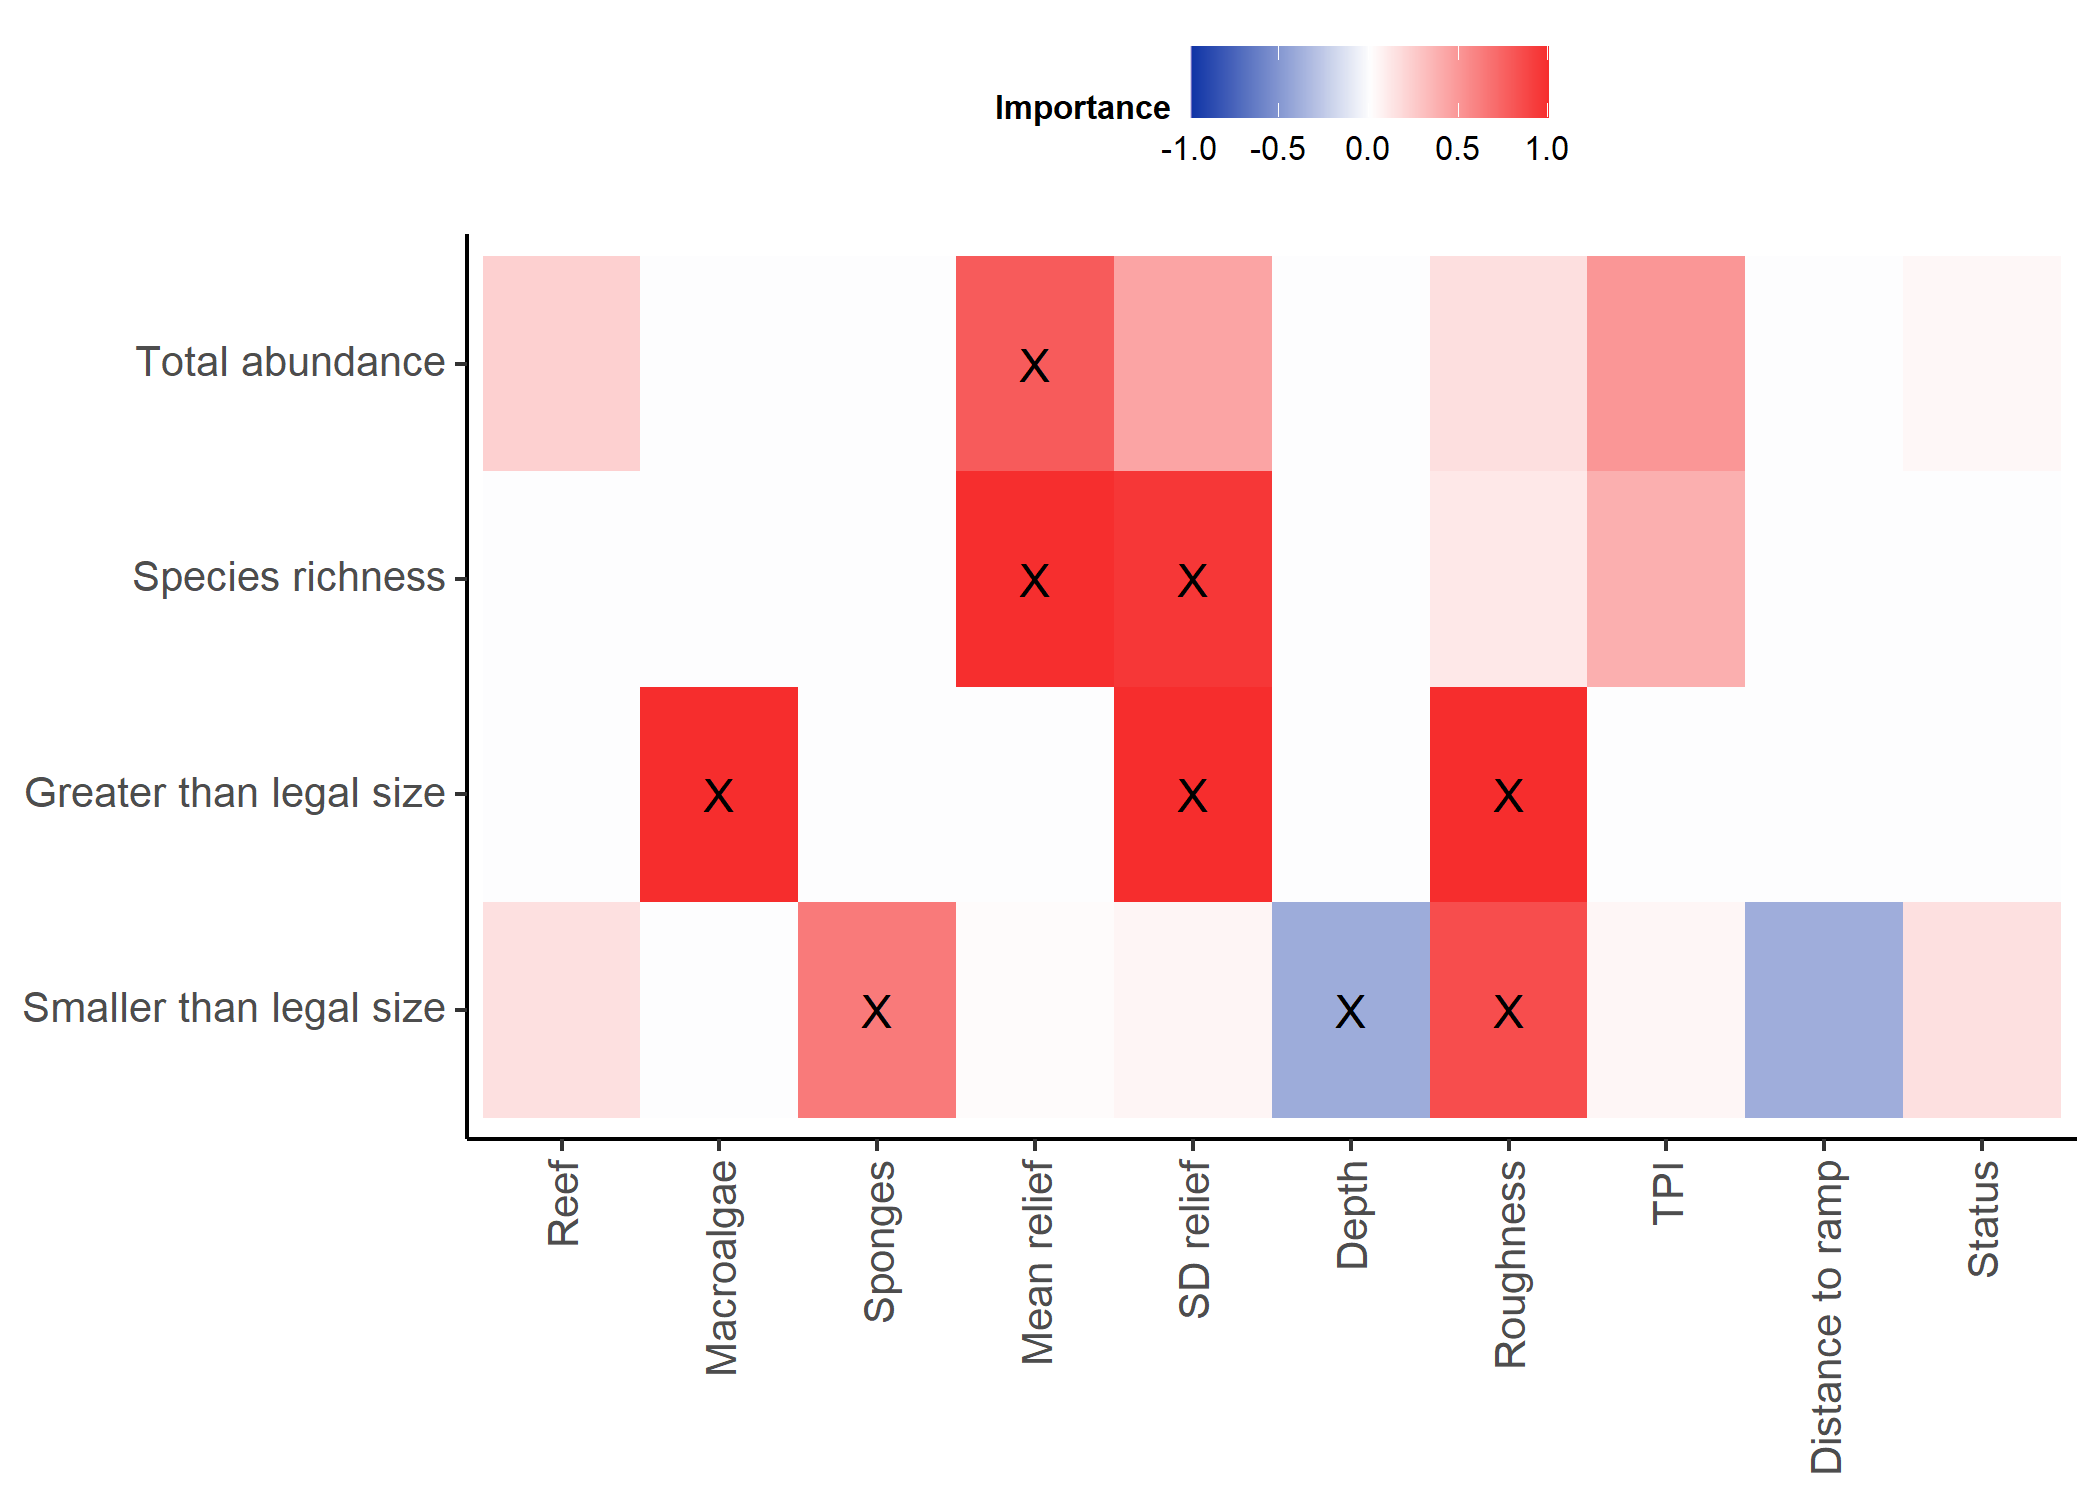 Importance
-1.0 -0.5 0.0 0.5 1.0
Total abundance
X
Species richness
X X
Greater than legal size
X X X
Smaller than legal size
X X X
Reef
Macroalgae
Sponges
Mean relief
SD relief
Depth
Roughness
TPI
Distance to ramp
Status